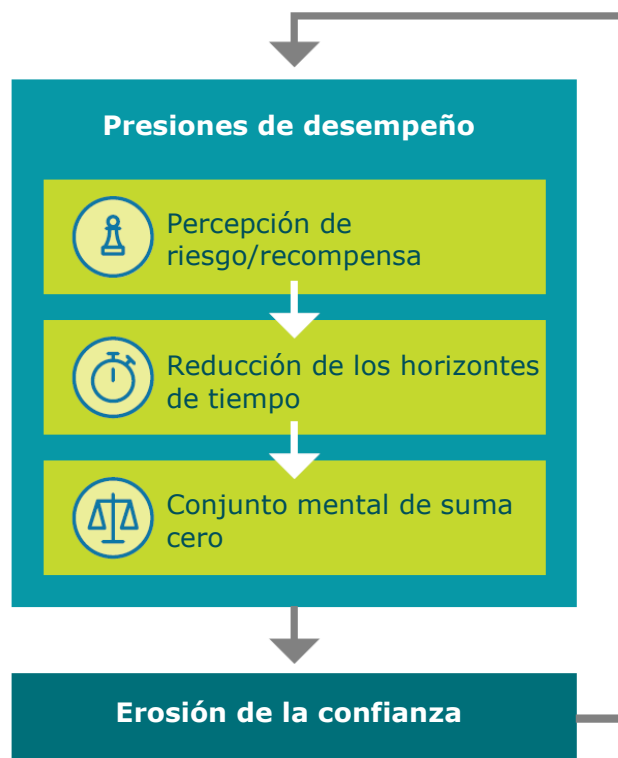 Presiones de desempeño
Percepción de
riesgo/recompensa
Reducción de los horizontes
de tiempo
Conjunto mental de suma
cero
Erosión de la confianza